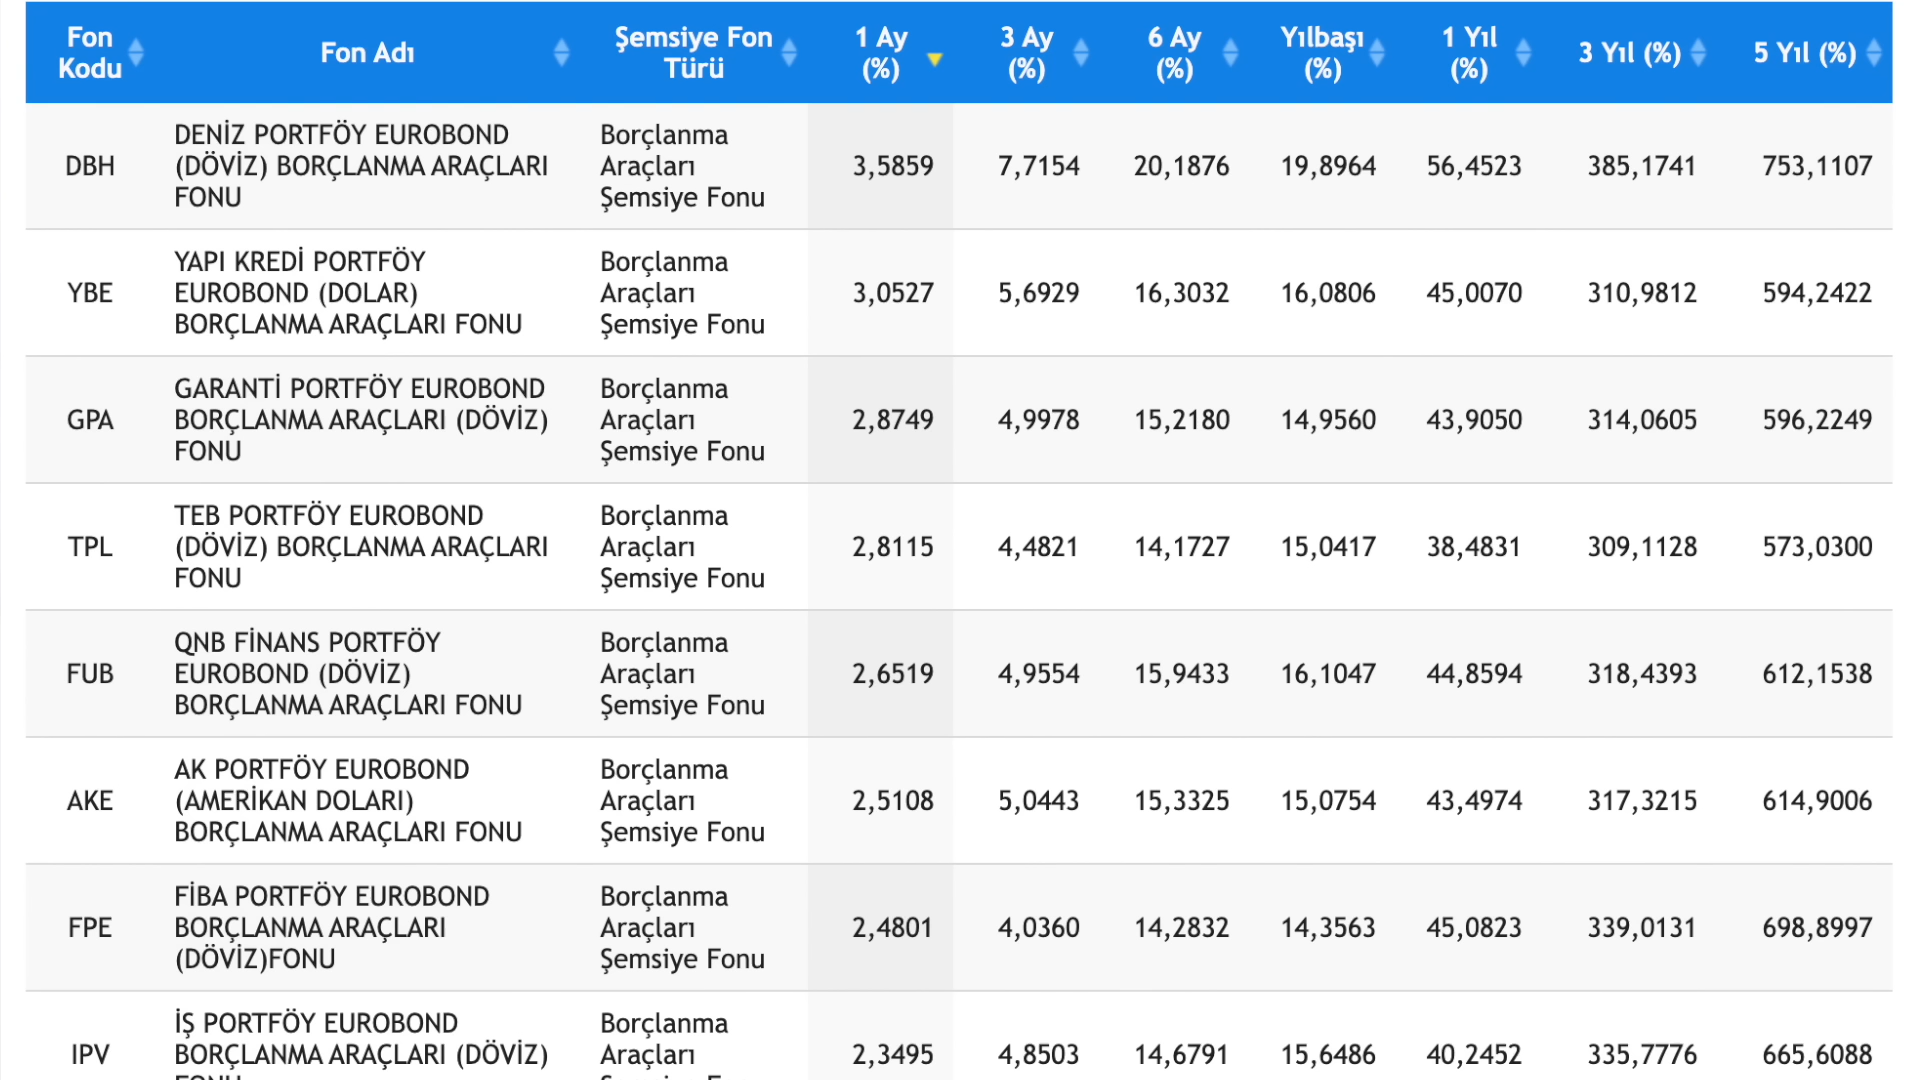 Fon Kodu	Fon Adı	Şemsiye Fon Türü	1 Ay (%)	3 Ay (%)	6 Ay (%)	Yılbaşı (%)	1 Yıl (%)	3 Yıl (%)	5 Yıl (%)
DBH
DENİZ PORTFÖY EUROBOND
(DÖVİZ) BORÇLANMA ARAÇLARI
FONU
Borçlanma
Araçları
Şemsiye Fonu
3,5859	7,7154	20,1876	19,8964	56,4523	385,1741	753,1107
YBE
YAPI KREDİ PORTFÖY
EUROBOND (DOLAR)
BORÇLANMA ARAÇLARI FONU
Borçlanma
Araçları
Şemsiye Fonu
3,0527	5,6929	16,3032	16,0806	45,0070	310,9812	594,2422
GPA
GARANTİ PORTFÖY EUROBOND
BORÇLANMA ARAÇLARI (DÖVİZ)
FONU
Borçlanma
Araçları
Şemsiye Fonu
2,8749	4,9978	15,2180	14,9560	43,9050	314,0605	596,2249
TPL
TEB PORTFÖY EUROBOND
(DÖVİZ) BORÇLANMA ARAÇLARI
FONU
Borçlanma
Araçları
Şemsiye Fonu
2,8115	4,4821	14,1727	15,0417	38,4831	309,1128	573,0300
FUB
QNB FİNANS PORTFÖY
EUROBOND (DÖVİZ)
BORÇLANMA ARAÇLARI FONU
Borçlanma
Araçları
Şemsiye Fonu
2,6519	4,9554	15,9433	16,1047	44,8594	318,4393	612,1538
AKE
AK PORTFÖY EUROBOND
(AMERİKAN DOLARI)
BORÇLANMA ARAÇLARI FONU
Borçlanma
Araçları
Şemsiye Fonu
2,5108	5,0443	15,3325	15,0754	43,4974	317,3215	614,9006
FPE
FİBA PORTFÖY EUROBOND
BORÇLANMA ARAÇLARI
(DÖVİZ)FONU
Borçlanma
Araçları
Şemsiye Fonu
2,4801	4,0360	14,2832	14,3563	45,0823	339,0131	698,8997
IPV
İŞ PORTFÖY EUROBOND
BORÇLANMA ARAÇLARI (DÖVİZ)
Borçlanma
Araçları
2,3495	4,8503	14,6791	15,6486	40,2452	335,7776	665,6088